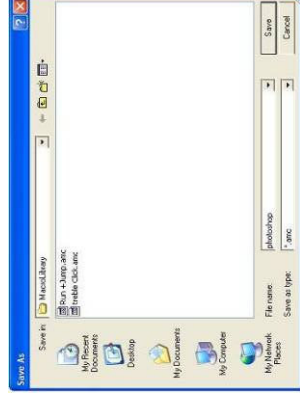 Save As
Save in:
MacroLibrary
Run +Jump.amc
treble Click.amc
My Recent
Documents
Desktop
My Documents
My Computer
My Network
Places
File name:
photoshop
Save
Save as type:
*.amc
Cancel